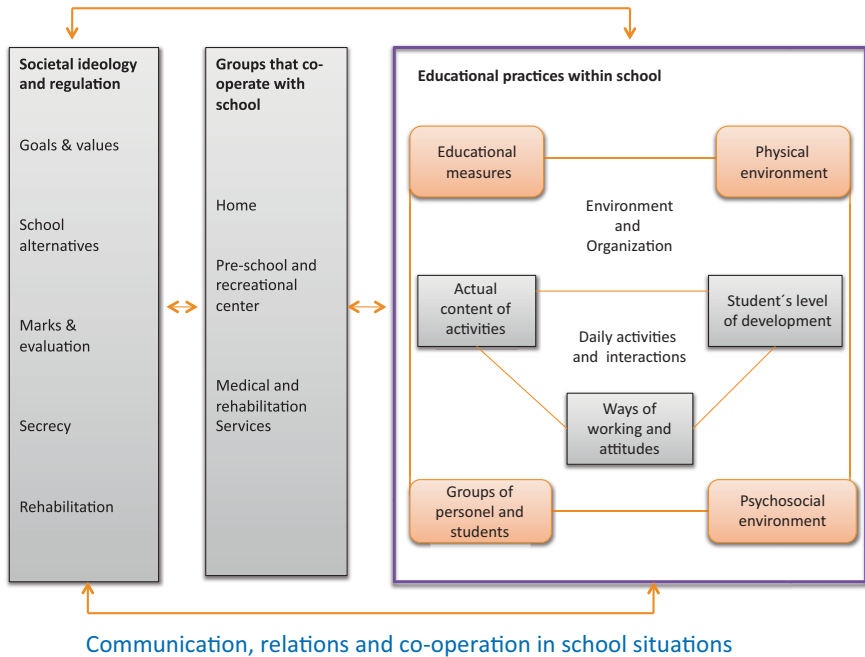 Societal ideology
and regulation
Goals & values
School
alternatives
Marks &
evaluation
Secrecy
Rehabilitation
Groups that co-
operate with
school
Home
Pre-school and
recreational
center
Medical and
rehabilitation
Services
Educational practices within school
Educational
measures
Physical
environment
Environment
and
Organization
Actual
content of
activities
Student´s level
of development
Daily activities
and interactions
Ways of
working and
attitudes
Groups of
personel and
students
Psychosocial
environment
Communication, relations and co-operation in school situations